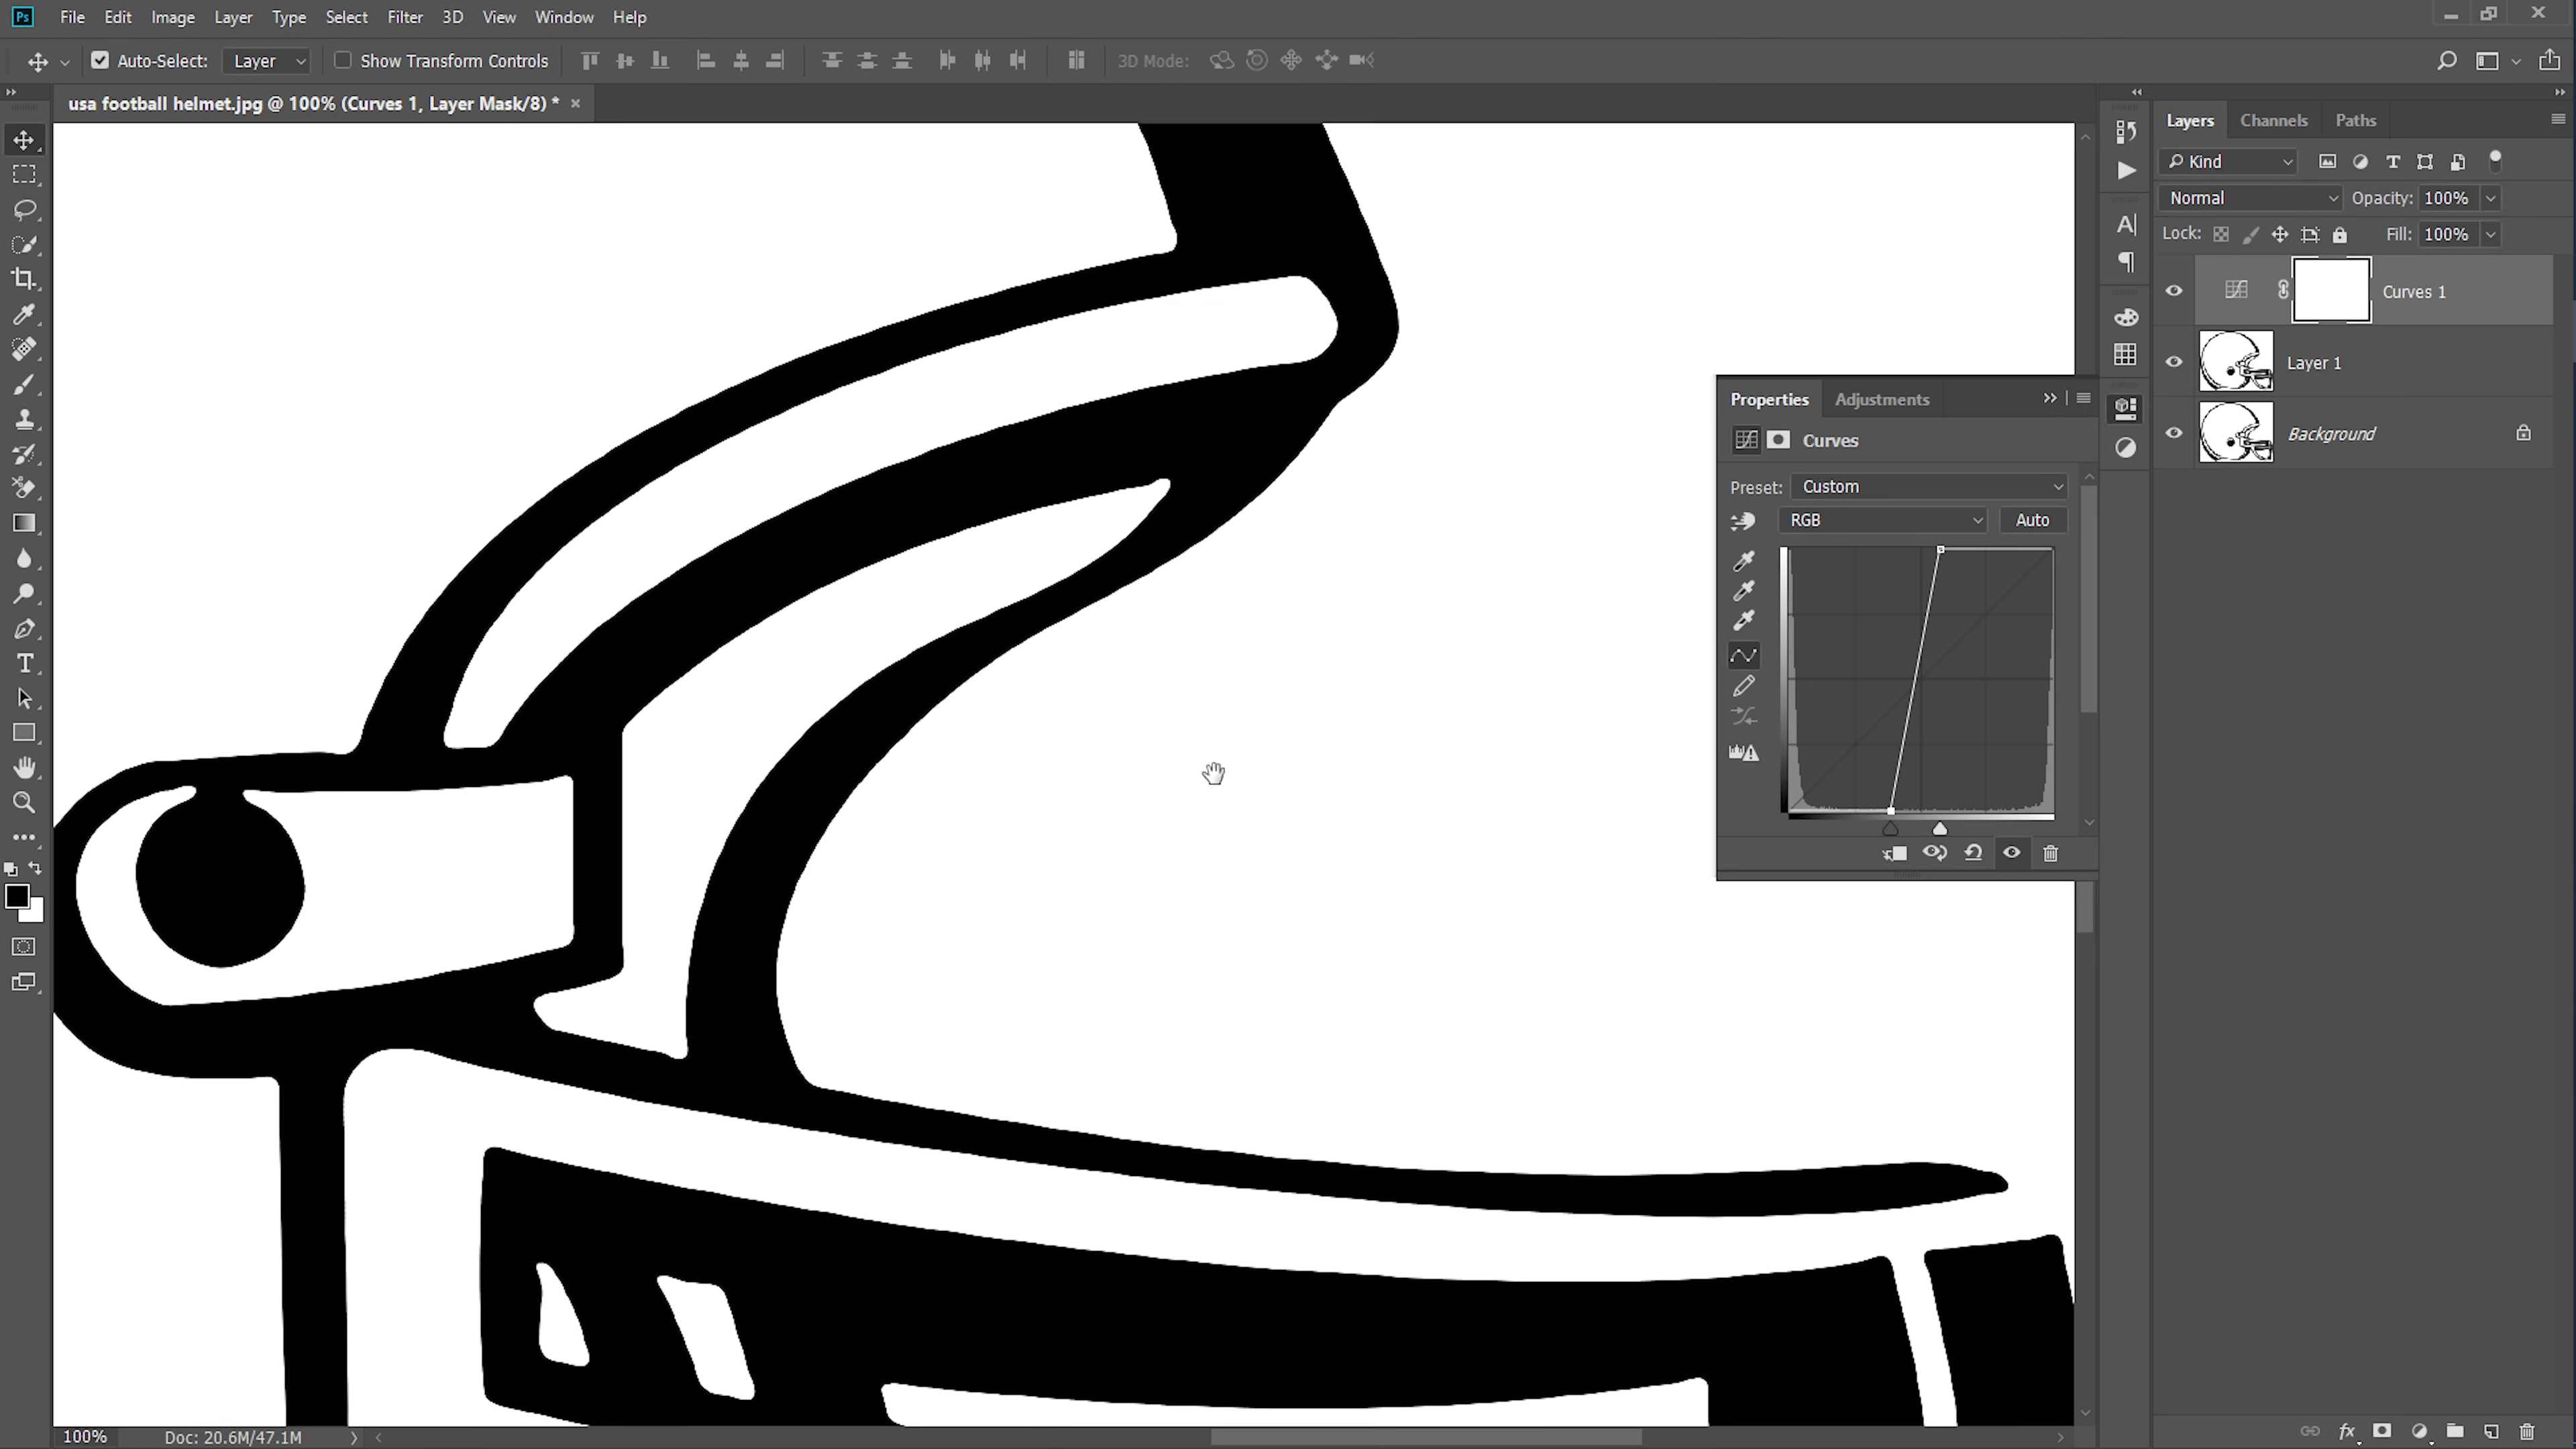 Ps File Edit Image Layer Type Select Filter 3D View Window Help
Auto-Select: Layer Show Transform Controls 3D Mode:
usa football helmet.jpg @ 100% (Curves 1, Layer Mask/8) * ×
Layers Channels Paths
Kind
Normal Opacity: 100%
Lock: Fill: 100%
Curves 1
Layer 1
Background
Properties Adjustments
Curves
Preset: Custom
RGB Auto
100% Doc: 20.6M/47.1M